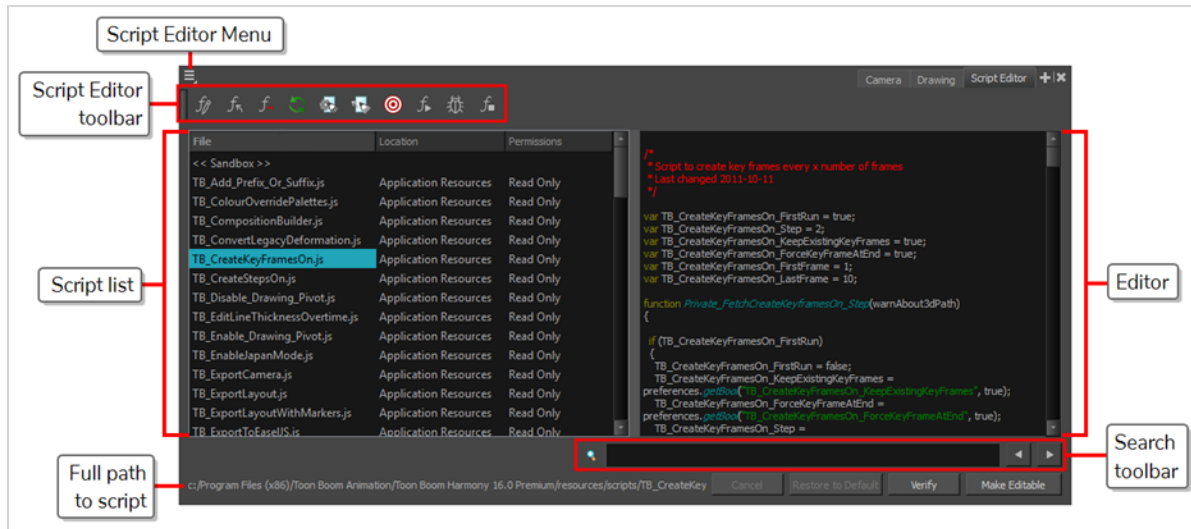 Script Editor Menu
Script Editor
toolbar
Camera Drawing Script Editor
File Location Permissions
<< Sandbox >>
TB_Add_Prefix_Or_Suffix.js Application Resources Read Only
TB_ColourOverridePalettes.js Application Resources Read Only
TB_CompositionBuilder.js Application Resources Read Only
TB_ConvertLegacyDeformation.js Application Resources Read Only
TB_CreateKeyFramesOn.js Application Resources Read Only
TB_CreateStepsOn.js Application Resources Read Only
TB_Disable_Drawing_Pivot.js Application Resources Read Only
TB_EditLineThicknessOvertime.js Application Resources Read Only
TB_Enable_Drawing_Pivot.js Application Resources Read Only
TB_EnableJapanMode.js Application Resources Read Only
TB_ExportCamera.js Application Resources Read Only
TB_ExportLayout.js Application Resources Read Only
TB_ExportLayoutWithMarkers.js Application Resources Read Only
TB_ExportToEaselJS.js Application Resources Read Only
Script list
/*
* Script to create key frames every x number of frames
* Last changed 2011-10-11
*/
var TB_CreateKeyFramesOn_FirstRun = true;
var TB_CreateKeyFramesOn_Step = 2;
var TB_CreateKeyFramesOn_KeepExistingKeyFrames = true;
var TB_CreateKeyFramesOn_ForceKeyFrameAtEnd = true;
var TB_CreateKeyFramesOn_FirstFrame = 1;
var TB_CreateKeyFramesOn_LastFrame = 10;
function Private_FetchCreateKeyframesOn_Step(warnAbout3dPath)
{
if (TB_CreateKeyFramesOn_FirstRun)
{
TB_CreateKeyFramesOn_FirstRun = false;
TB_CreateKeyFramesOn_KeepExistingKeyFrames =
preferences.getBool("TB_CreateKeyFramesOn_KeepExistingKeyFrames", true);
TB_CreateKeyFramesOn_ForceKeyFrameAtEnd =
preferences.getBool("TB_CreateKeyFramesOn_ForceKeyFrameAtEnd", true);
TB_CreateKeyFramesOn_Step =
Editor
Search
toolbar
Full path
to script
c:/Program Files (x86)/Toon Boom Animation/Toon Boom Harmony 16.0 Premium/resources/scripts/TB_CreateKey
Cancel Restore to Default Verify Make Editable